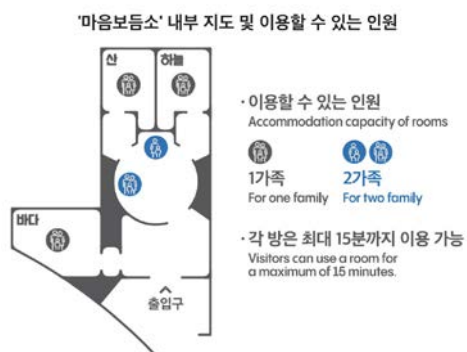 '마음보듬소' 내부 지도 및 이용할 수 있는 인원
산
하늘
바다
출입구
· 이용할 수 있는 인원
Accommodation capacity of rooms
1가족
For one family
2가족
For two family
· 각 방은 최대 15분까지 이용 가능
Visitors can use a room for
a maximum of 15 minutes.